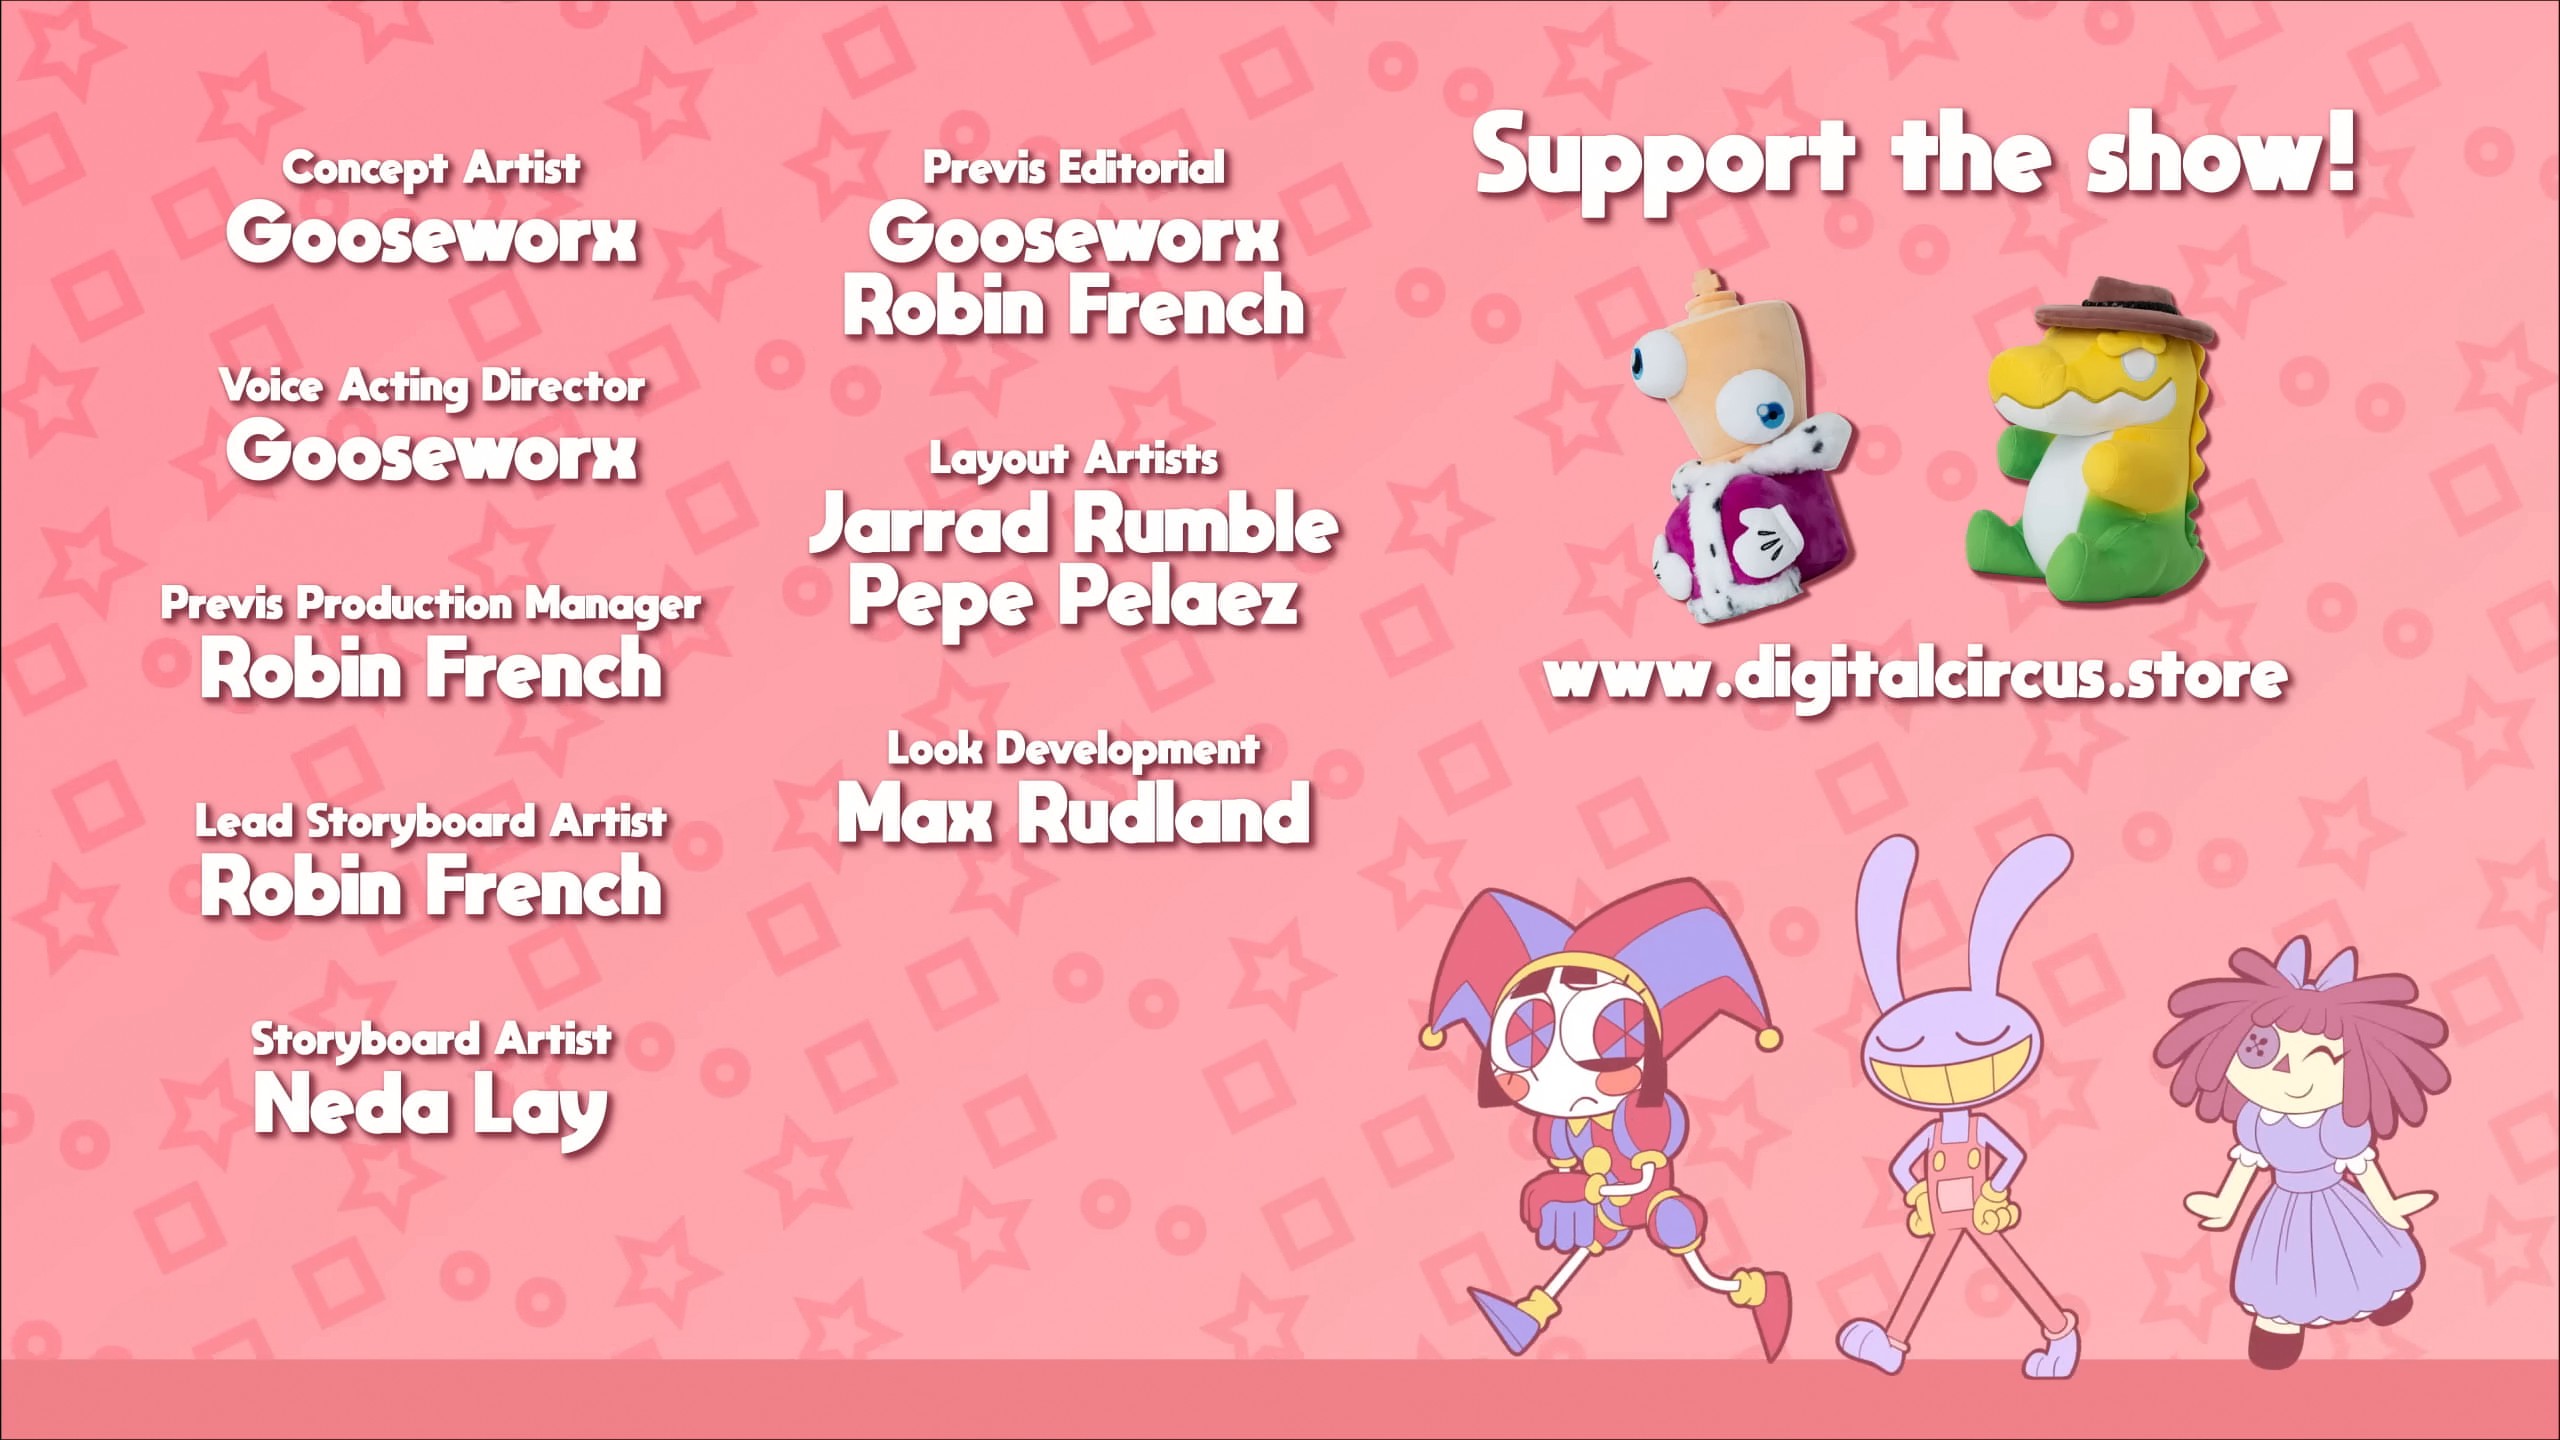 Concept Artist
Gooseworx
Voice Acting Director
Gooseworx
Previs Production Manager
Robin French
Lead Storyboard Artist
Robin French
Storyboard Artist
Neda Lay
Previs Editorial
Gooseworx
Robin French
Layout Artists
Jarrad Rumble
Pepe Pelaez
Look Development
Max Rudland
Support the show!
www.digitalcircus.store